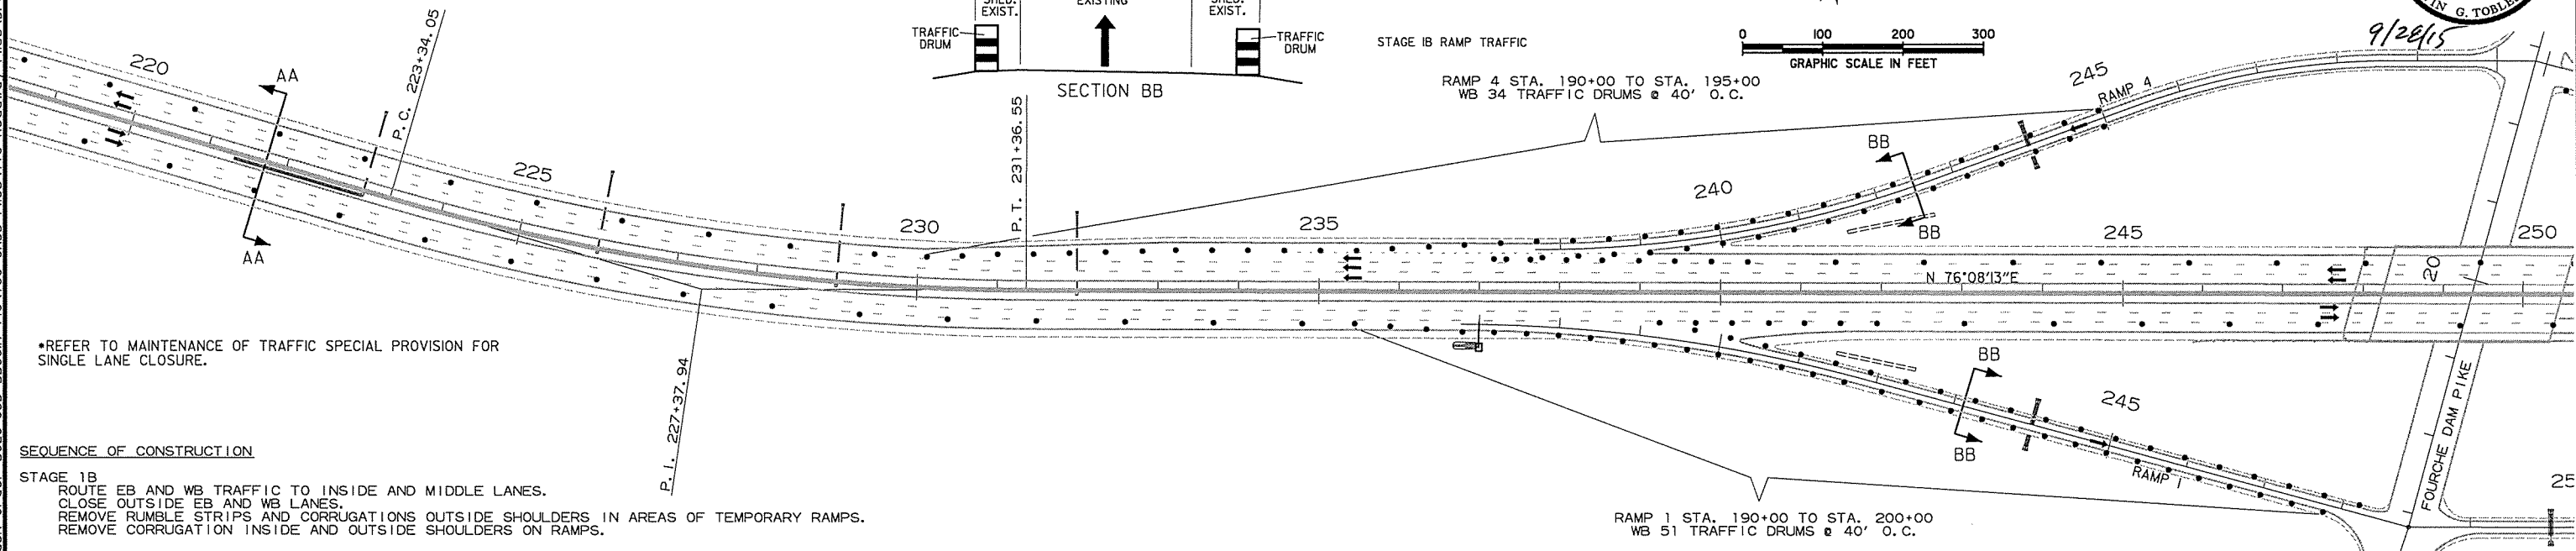 SHLD.
EXIST.
EXISTING
SHLD.
EXIST.
TRAFFIC
DRUM
TRAFFIC
DRUM
SECTION BB
STAGE 1B RAMP TRAFFIC
0 100 200 300
GRAPHIC SCALE IN FEET
G. TOBLE
9/28/15
RAMP 4 STA. 190+00 TO STA. 195+00
WB 34 TRAFFIC DRUMS @ 40' O.C.
220
AA
P.C. 223+34.05
225
230
P.T. 231+36.55
235
240
BB
245
RAMP 4
AA
BB
245
250
N 76°08'13"E
20
*REFER TO MAINTENANCE OF TRAFFIC SPECIAL PROVISION FOR
SINGLE LANE CLOSURE.
P.I. 227+37.94
BB
245
BB
RAMP 1
FOURCHE DAM PIKE
25
SEQUENCE OF CONSTRUCTION
STAGE 1B
ROUTE EB AND WB TRAFFIC TO INSIDE AND MIDDLE LANES.
CLOSE OUTSIDE EB AND WB LANES.
REMOVE RUMBLE STRIPS AND CORRUGATIONS OUTSIDE SHOULDERS IN AREAS OF TEMPORARY RAMPS.
REMOVE CORRUGATION INSIDE AND OUTSIDE SHOULDERS ON RAMPS.
RAMP 1 STA. 190+00 TO STA. 200+00
WB 51 TRAFFIC DRUMS @ 40' O.C.